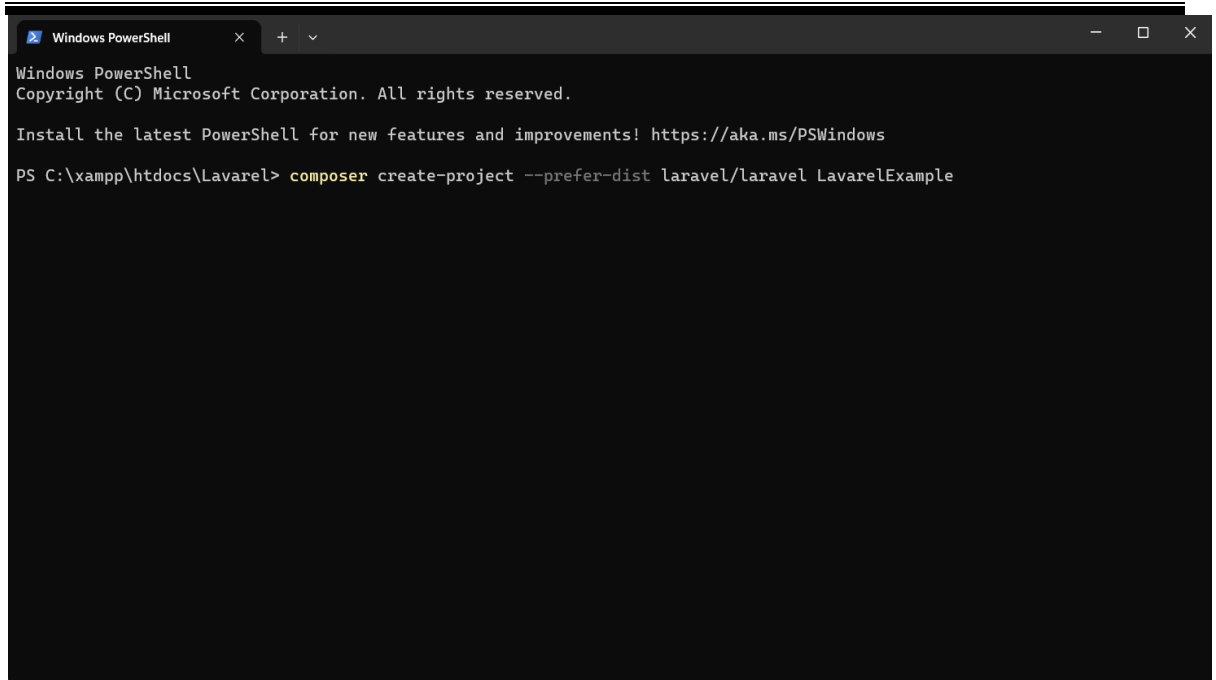 Windows PowerShell
Windows PowerShell
Copyright (C) Microsoft Corporation. All rights reserved.
Install the latest PowerShell for new features and improvements! https://aka.ms/PSWindows
PS C:\xampp\htdocs\Lavarel> composer create-project --prefer-dist laravel/laravel LavarelExample